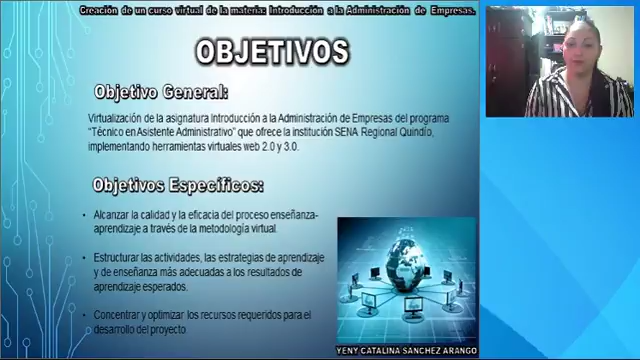 Creación de un curso virtual de la materia: Introducción a la Administración de Empresas.
OBJETIVOS
Objetivo General:
Virtualización de la asignatura Introducción a la Administración de Empresas del programa
“Técnico en Asistente Administrativo” que ofrece la institución SENA Regional Quindío,
implementando herramientas virtuales web 2.0 y 3.0.
Objetivos Específicos:
• Alcanzar la calidad y la eficacia del proceso enseñanza-
aprendizaje a través de la metodología virtual.
• Estructurar las actividades, las estrategias de aprendizaje
y de enseñanza más adecuadas a los resultados de
aprendizaje esperados.
• Concentrar y optimizar los recursos requeridos para el
desarrollo del proyecto
YENY CATALINA SANCHEZ ARANGO